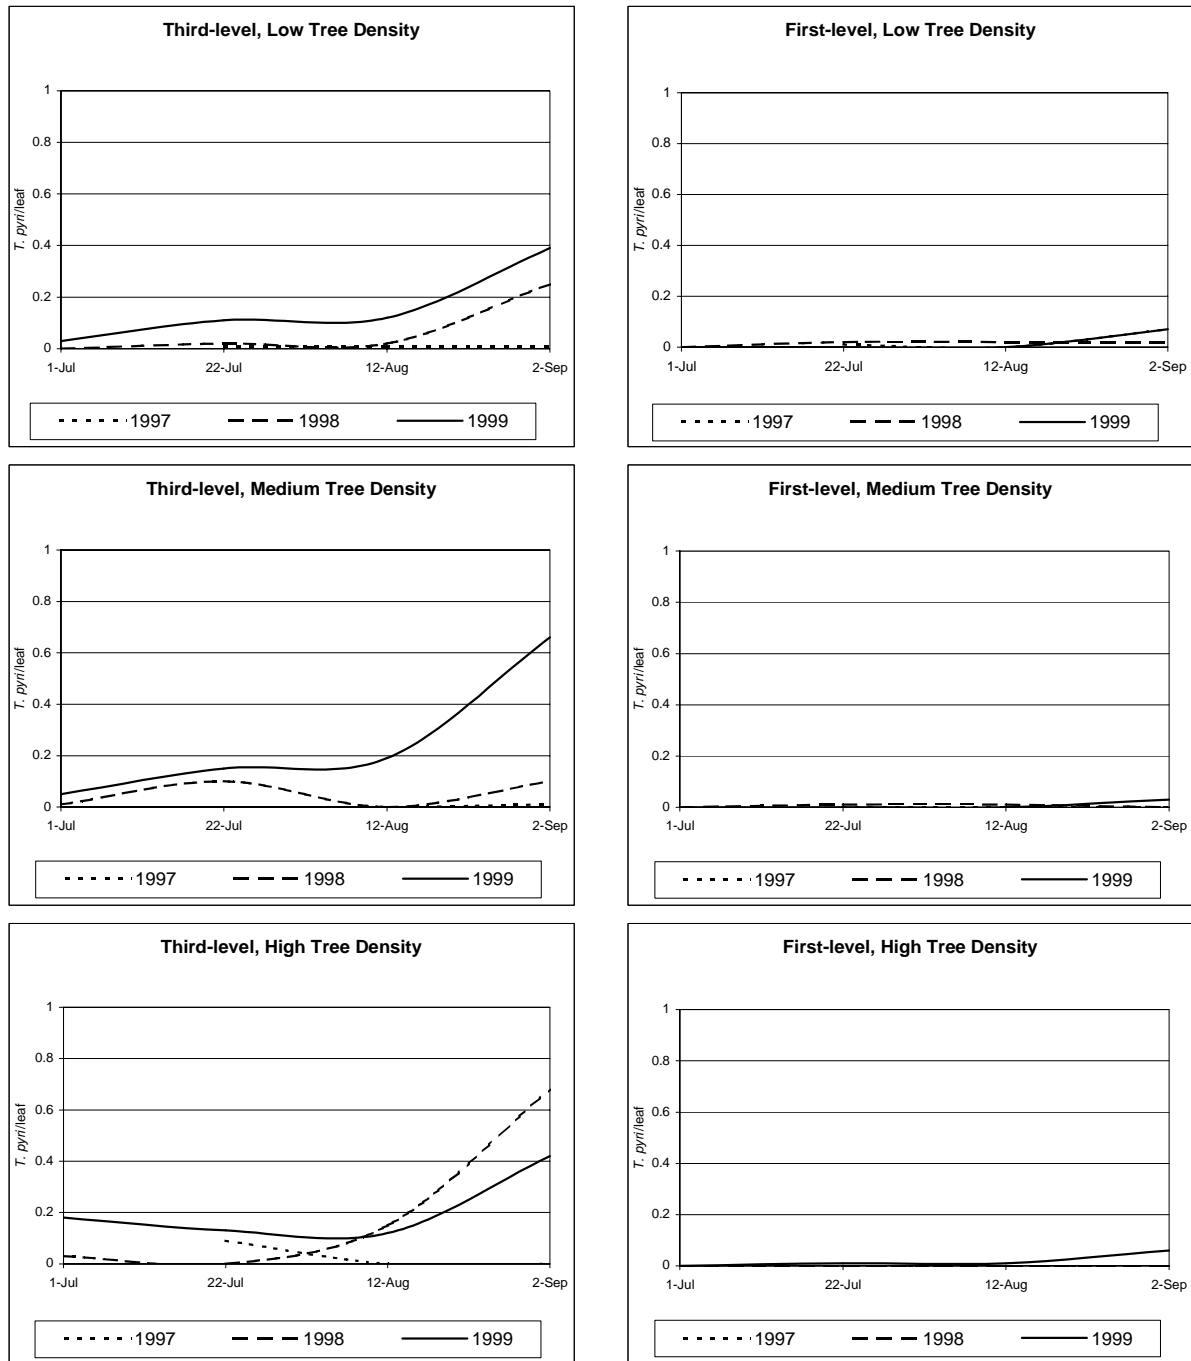 Third-level, Low Tree Density
T. pyri/leaf
1
0.8
0.6
0.4
0.2
0
1-Jul 22-Jul 12-Aug 2-Sep
1997 1998 1999
First-level, Low Tree Density
T. pyri/leaf
1
0.8
0.6
0.4
0.2
0
1-Jul 22-Jul 12-Aug 2-Sep
1997 1998 1999
Third-level, Medium Tree Density
T. pyri/leaf
1
0.8
0.6
0.4
0.2
0
1-Jul 22-Jul 12-Aug 2-Sep
1997 1998 1999
First-level, Medium Tree Density
T. pyri/leaf
1
0.8
0.6
0.4
0.2
0
1-Jul 22-Jul 12-Aug 2-Sep
1997 1998 1999
Third-level, High Tree Density
T. pyri/leaf
1
0.8
0.6
0.4
0.2
0
1-Jul 22-Jul 12-Aug 2-Sep
1997 1998 1999
First-level, High Tree Density
T. pyri/leaf
1
0.8
0.6
0.4
0.2
0
1-Jul 22-Jul 12-Aug 2-Sep
1997 1998 1999